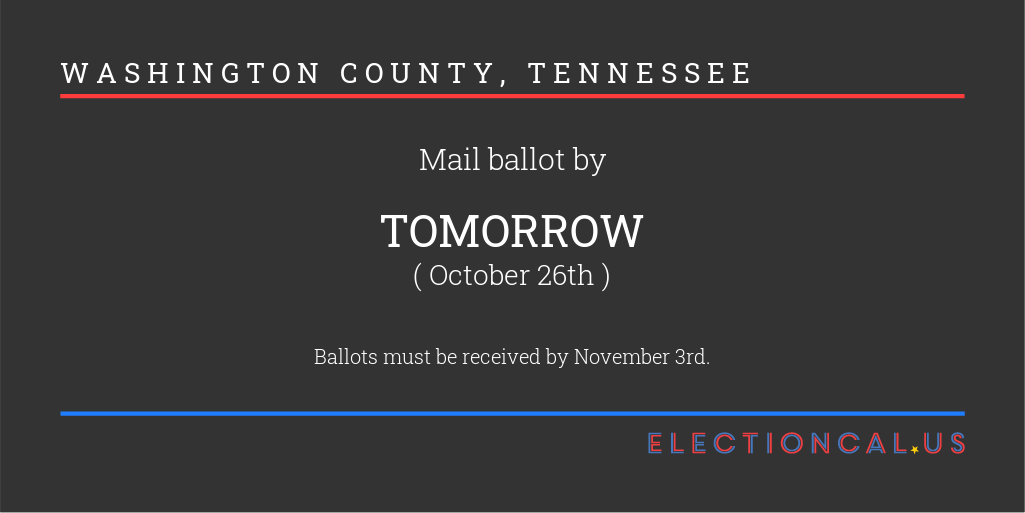 WASHINGTON COUNTY, TENNESSEE
Mail ballot by
TOMORROW
( October 26th )
Ballots must be received by November 3rd.
ELECTIONCAL.US